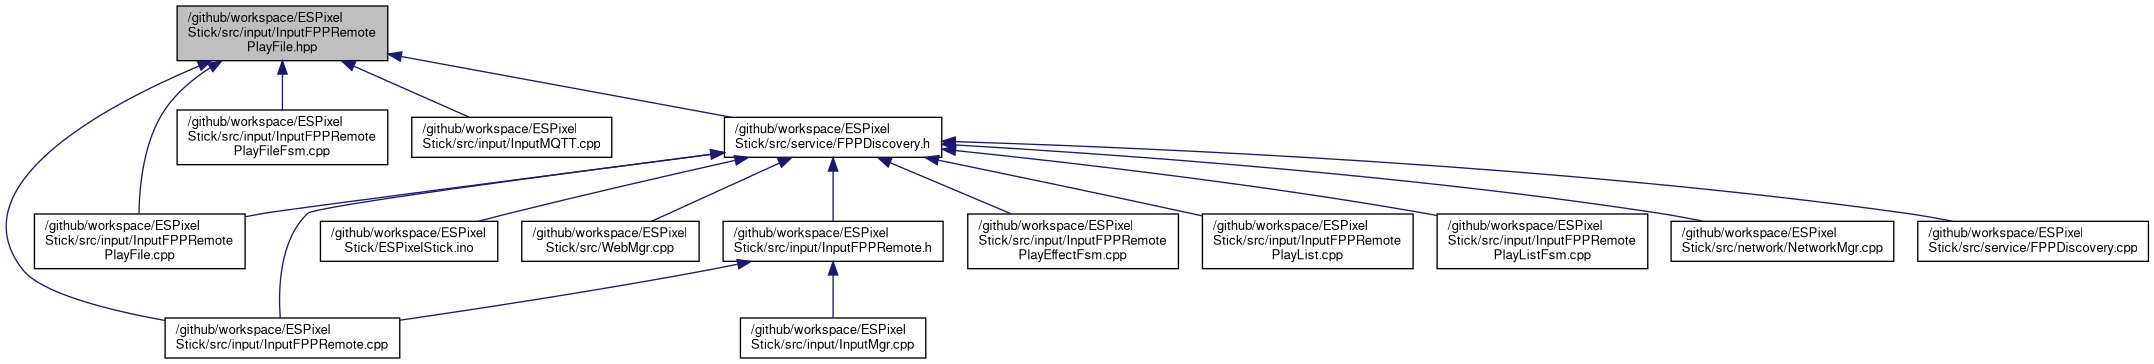 /github/workspace/ESPixel
Stick/src/input/InputFPPRemote
PlayFile.hpp
/github/workspace/ESPixel
Stick/src/input/InputFPPRemote
PlayFileFsm.cpp
/github/workspace/ESPixel
Stick/src/input/InputMQTT.cpp
/github/workspace/ESPixel
Stick/src/service/FPPDiscovery.h
/github/workspace/ESPixel
Stick/src/input/InputFPPRemote
PlayFile.cpp
/github/workspace/ESPixel
Stick/ESPixelStick.ino
/github/workspace/ESPixel
Stick/src/WebMgr.cpp
/github/workspace/ESPixel
Stick/src/input/InputFPPRemote.h
/github/workspace/ESPixel
Stick/src/input/InputFPPRemote
PlayEffectFsm.cpp
/github/workspace/ESPixel
Stick/src/input/InputFPPRemote
PlayList.cpp
/github/workspace/ESPixel
Stick/src/input/InputFPPRemote
PlayListFsm.cpp
/github/workspace/ESPixel
Stick/src/network/NetworkMgr.cpp
/github/workspace/ESPixel
Stick/src/service/FPPDiscovery.cpp
/github/workspace/ESPixel
Stick/src/input/InputFPPRemote.cpp
/github/workspace/ESPixel
Stick/src/input/InputMgr.cpp